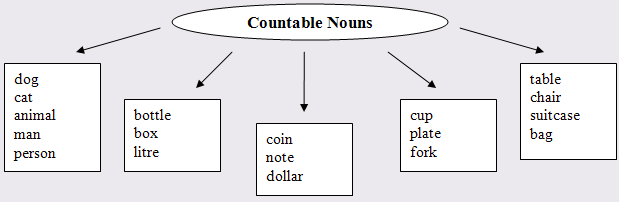 Countable Nouns
dog
cat
animal
man
person
bottle
box
litre
coin
note
dollar
cup
plate
fork
table
chair
suitcase
bag